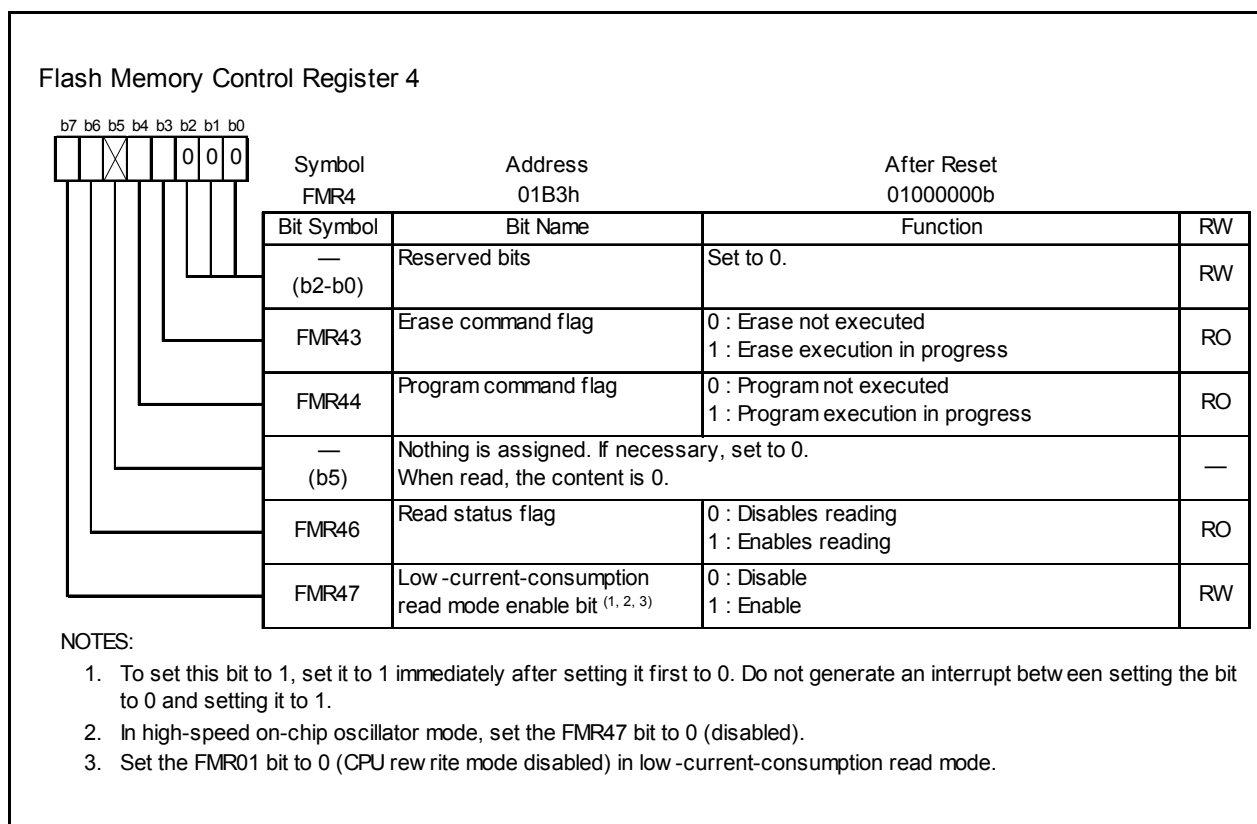 Flash Memory Control Register 4
b7 b6 b5 b4 b3 b2 b1 b0
0 0 0
Symbol Address After Reset
FMR4 01B3h 01000000b
Bit Symbol Bit Name Function RW
— Reserved bits Set to 0. RW
(b2-b0)
FMR43 Erase command flag 0 : Erase not executed RO
1 : Erase execution in progress
FMR44 Program command flag 0 : Program not executed RO
1 : Program execution in progress
— Nothing is assigned. If necessary, set to 0. —
(b5) When read, the content is 0.
FMR46 Read status flag 0 : Disables reading RO
1 : Enables reading
FMR47 Low-current-consumption 0 : Disable RW
read mode enable bit (1, 2, 3) 1 : Enable
NOTES:
1. To set this bit to 1, set it to 1 immediately after setting it first to 0. Do not generate an interrupt between setting the bit
to 0 and setting it to 1.
2. In high-speed on-chip oscillator mode, set the FMR47 bit to 0 (disabled).
3. Set the FMR01 bit to 0 (CPU rewrite mode disabled) in low-current-consumption read mode.